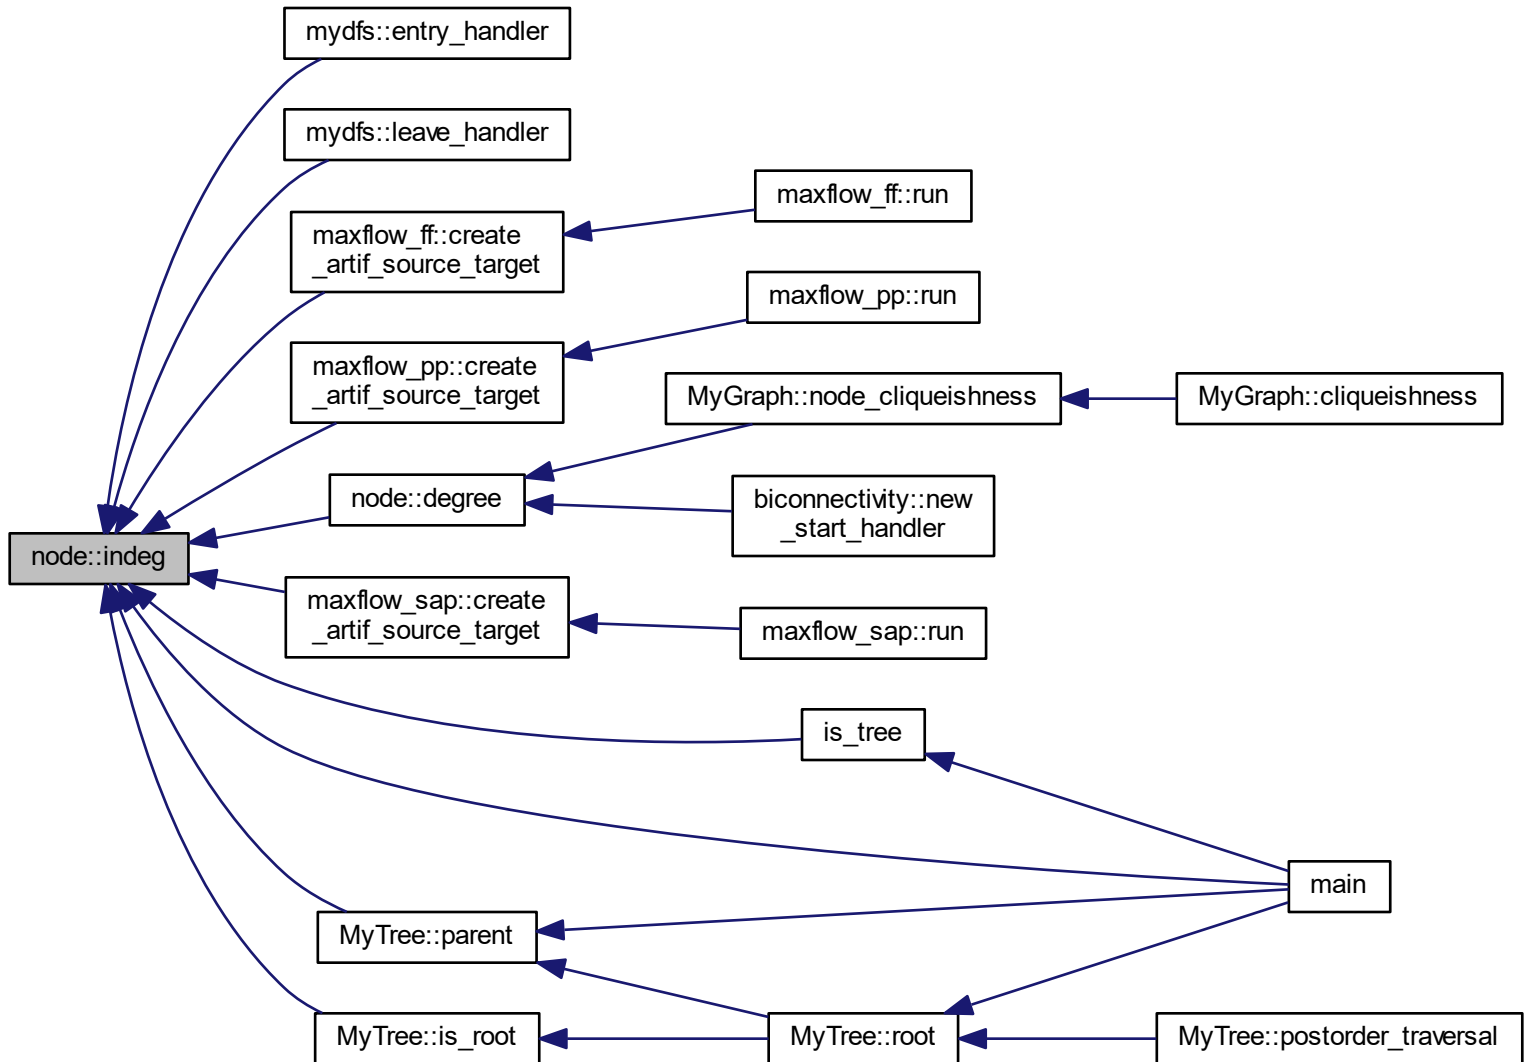 mydfs::entry_handler
mydfs::leave_handler
maxflow_ff::run
maxflow_ff::create
_artif_source_target
maxflow_pp::run
maxflow_pp::create
_artif_source_target
MyGraph::node_cliqueishness
MyGraph::cliqueishness
node::degree
biconnectivity::new
_start_handler
node::indeg
maxflow_sap::create
_artif_source_target
maxflow_sap::run
is_tree
main
MyTree::parent
MyTree::is_root
MyTree::root
MyTree::postorder_traversal